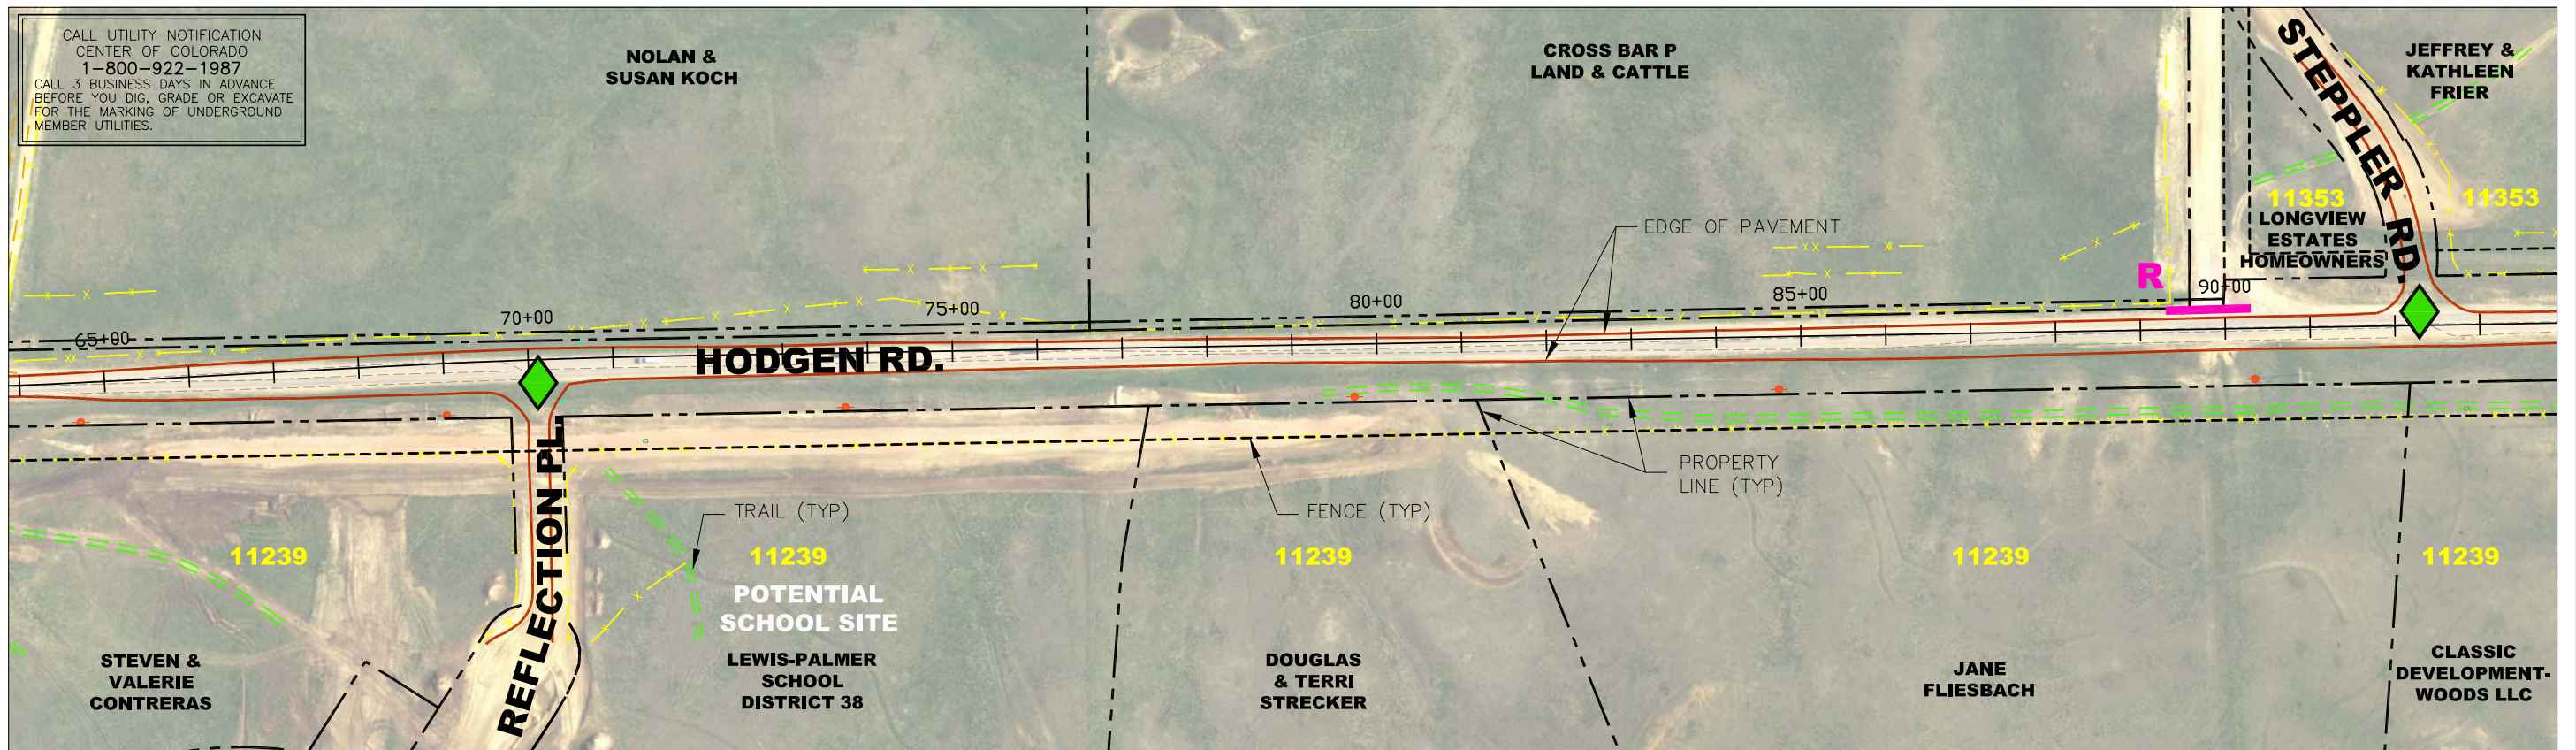 CALL UTILITY NOTIFICATION
CENTER OF COLORADO
1-800-922-1987
CALL 3 BUSINESS DAYS IN ADVANCE
BEFORE YOU DIG, GRADE OR EXCAVATE
FOR THE MARKING OF UNDERGROUND
MEMBER UTILITIES.
NOLAN &
SUSAN KOCH
CROSS BAR P
LAND & CATTLE
STEPPLER RD.
JEFFREY &
KATHLEEN
FRIER
11353
11353
LONGVIEW
ESTATES
HOMEOWNERS
EDGE OF PAVEMENT
R
65+00
70+00
75+00
80+00
85+00
90+00
HODGEN RD.
REFLECTION PL.
PROPERTY
LINE (TYP)
TRAIL (TYP)
FENCE (TYP)
11239
11239
11239
11239
11239
POTENTIAL
SCHOOL SITE
STEVEN &
VALERIE
CONTRERAS
LEWIS-PALMER
SCHOOL
DISTRICT 38
DOUGLAS
& TERRI
STRECKER
JANE
FLIESBACH
CLASSIC
DEVELOPMENT-
WOODS LLC